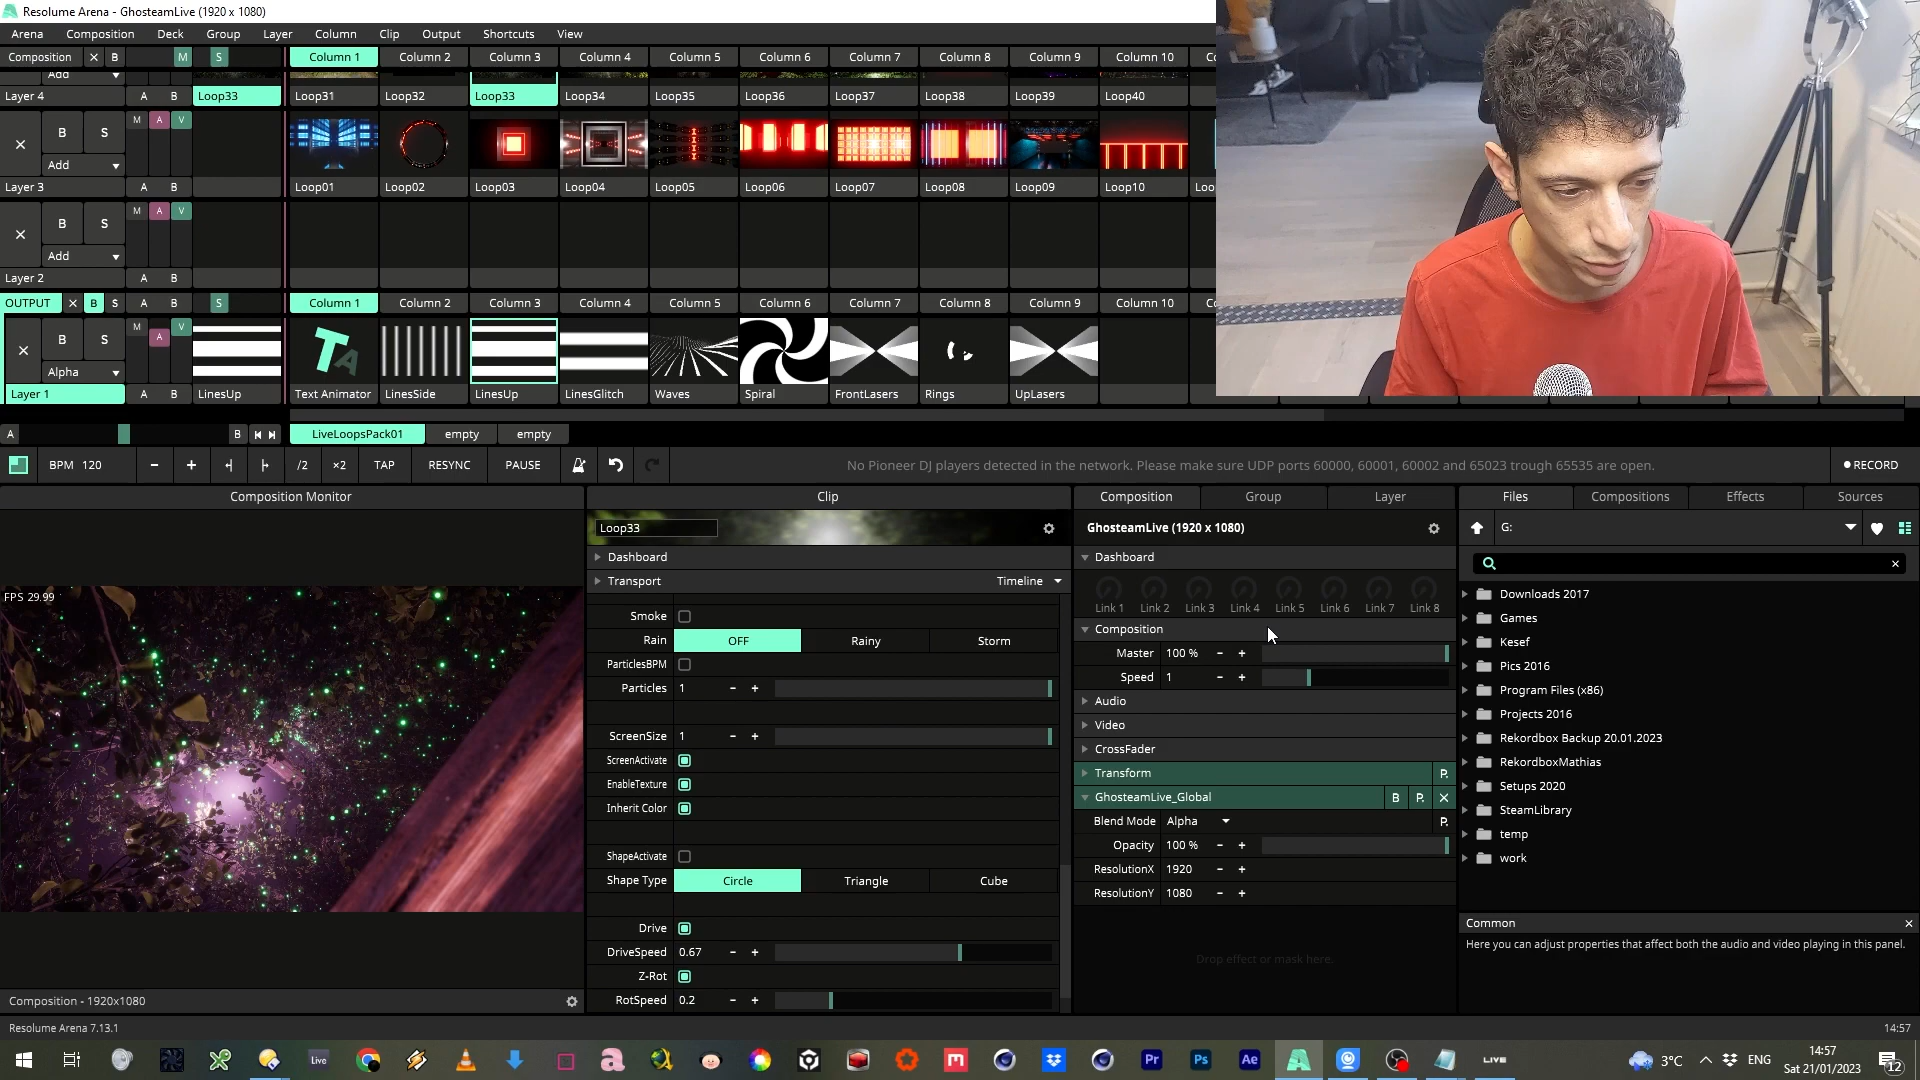 Resolume Arena - GhosteamLive (1920 x 1080)
Arena Composition Deck Group Layer Column Clip Output Shortcuts View
Composition X B M S Column 1 Column 2 Column 3 Column 4 Column 5 Column 6 Column 7 Column 8 Column 9 Column 10
Add
Layer 4 A B Loop33 Loop31 Loop32 Loop33 Loop34 Loop35 Loop36 Loop37 Loop38 Loop39 Loop40
M A V
B S
Add
Layer 3 A B Loop01 Loop02 Loop03 Loop04 Loop05 Loop06 Loop07 Loop08 Loop09 Loop10
M A V
B S
Add
Layer 2 A B
OUTPUT X B S A B S Column 1 Column 2 Column 3 Column 4 Column 5 Column 6 Column 7 Column 8 Column 9 Column 10
M A V
B S
Alpha
Layer 1 A B LinesUp Text Animator LinesSide LinesUp LinesGlitch Waves Spiral FrontLasers Rings UpLasers
A B LiveLoopsPack01 empty empty
BPM 120 - + /2 ×2 TAP RESYNC PAUSE No Pioneer DJ players detected in the network. Please make sure UDP ports 60000, 60001, 60002 and 65023 trough 65535 are open. RECORD
Composition Monitor
FPS 29.99
Composition - 1920x1080
Clip
Loop33
Dashboard
Transport Timeline
Smoke
Rain OFF Rainy Storm
ParticlesBPM
Particles 1 - +
ScreenSize 1 - +
ScreenActivate
EnableTexture
Inherit Color
ShapeActivate
Shape Type Circle Triangle Cube
Drive
DriveSpeed 0.67 - +
Z-Rot
RotSpeed 0.2 - +
Composition Group Layer
GhosteamLive (1920 x 1080)
Dashboard
Link 1 Link 2 Link 3 Link 4 Link 5 Link 6 Link 7 Link 8
Composition
Master 100 % - +
Speed 1 - +
Audio
Video
CrossFader
Transform P.
GhosteamLive_Global B P. X
Blend Mode Alpha P.
Opacity 100 % - +
ResolutionX 1920 - +
ResolutionY 1080 - +
Drop effect or mask here.
Files Compositions Effects Sources
G:
Downloads 2017
Games
Kesef
Pics 2016
Program Files (x86)
Projects 2016
Rekordbox Backup 20.01.2023
RekordboxMathias
Setups 2020
SteamLibrary
temp
work
Common
Here you can adjust properties that affect both the audio and video playing in this panel.
Resolume Arena 7.13.1 14:57
Live Pr Ps Ae LIVE 3°C ENG 14:57
Sat 21/01/2023 12